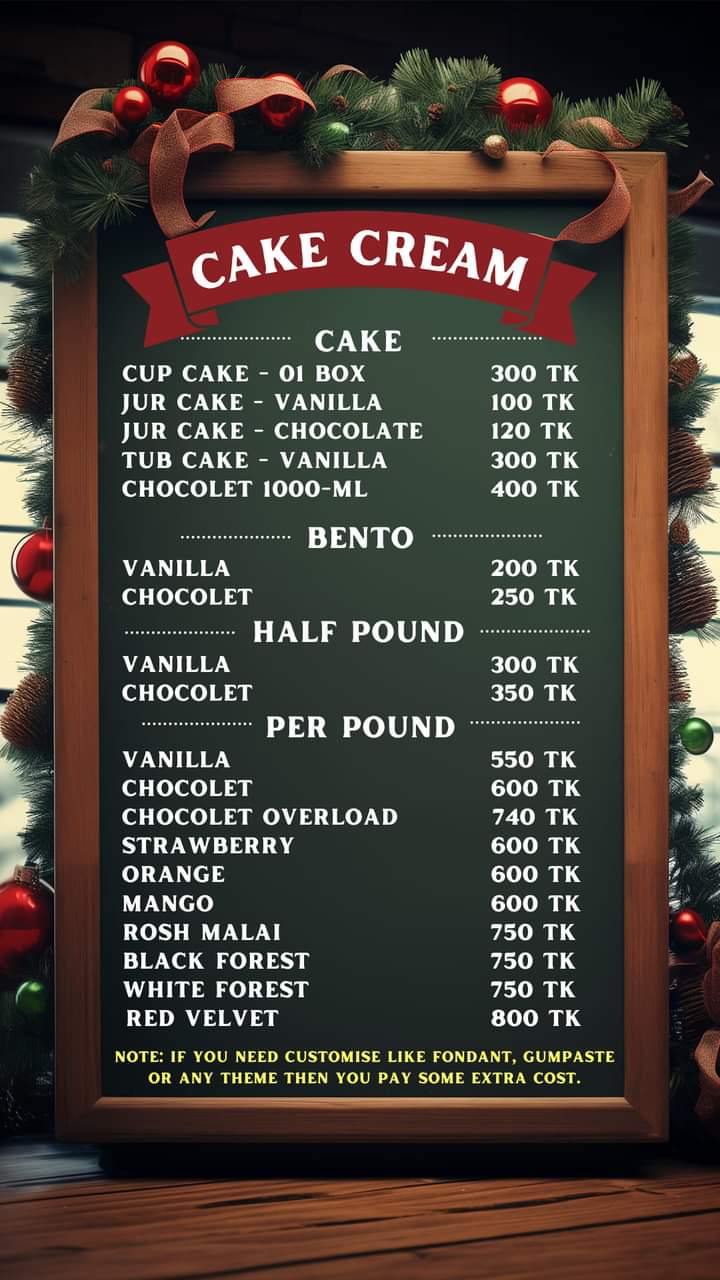 CAKE CREAM
CAKE
CUP CAKE - 01 BOX 300 TK
JUR CAKE - VANILLA 100 TK
JUR CAKE - CHOCOLATE 120 TK
TUB CAKE - VANILLA 300 TK
CHOCOLET 1000-ML 400 TK
BENTO
VANILLA 200 TK
CHOCOLET 250 TK
HALF POUND
VANILLA 300 TK
CHOCOLET 350 TK
PER POUND
VANILLA 550 TK
CHOCOLET 600 TK
CHOCOLET OVERLOAD 740 TK
STRAWBERRY 600 TK
ORANGE 600 TK
MANGO 600 TK
ROSH MALAI 750 TK
BLACK FOREST 750 TK
WHITE FOREST 750 TK
RED VELVET 800 TK
NOTE: IF YOU NEED CUSTOMISE LIKE FONDANT, GUMPASTE
OR ANY THEME THEN YOU PAY SOME EXTRA COST.